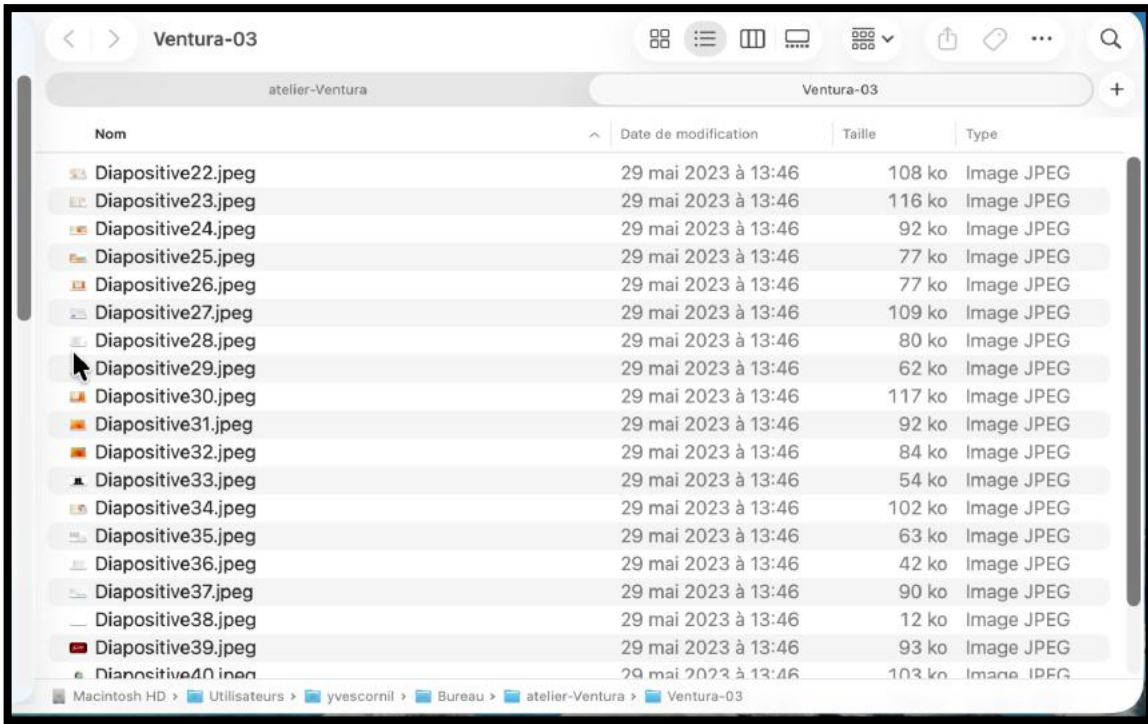 Ventura-03
atelier-Ventura Ventura-03
Nom Date de modification Taille Type
Diapositive22.jpeg 29 mai 2023 à 13:46 108 ko Image JPEG
Diapositive23.jpeg 29 mai 2023 à 13:46 116 ko Image JPEG
Diapositive24.jpeg 29 mai 2023 à 13:46 92 ko Image JPEG
Diapositive25.jpeg 29 mai 2023 à 13:46 77 ko Image JPEG
Diapositive26.jpeg 29 mai 2023 à 13:46 77 ko Image JPEG
Diapositive27.jpeg 29 mai 2023 à 13:46 109 ko Image JPEG
Diapositive28.jpeg 29 mai 2023 à 13:46 80 ko Image JPEG
Diapositive29.jpeg 29 mai 2023 à 13:46 62 ko Image JPEG
Diapositive30.jpeg 29 mai 2023 à 13:46 117 ko Image JPEG
Diapositive31.jpeg 29 mai 2023 à 13:46 92 ko Image JPEG
Diapositive32.jpeg 29 mai 2023 à 13:46 84 ko Image JPEG
Diapositive33.jpeg 29 mai 2023 à 13:46 54 ko Image JPEG
Diapositive34.jpeg 29 mai 2023 à 13:46 102 ko Image JPEG
Diapositive35.jpeg 29 mai 2023 à 13:46 63 ko Image JPEG
Diapositive36.jpeg 29 mai 2023 à 13:46 42 ko Image JPEG
Diapositive37.jpeg 29 mai 2023 à 13:46 90 ko Image JPEG
Diapositive38.jpeg 29 mai 2023 à 13:46 12 ko Image JPEG
Diapositive39.jpeg 29 mai 2023 à 13:46 93 ko Image JPEG
Diapositive40.jpeg 29 mai 2023 à 13:46 103 ko Image JPEG
Macintosh HD › Utilisateurs › yvescornil › Bureau › atelier-Ventura › Ventura-03